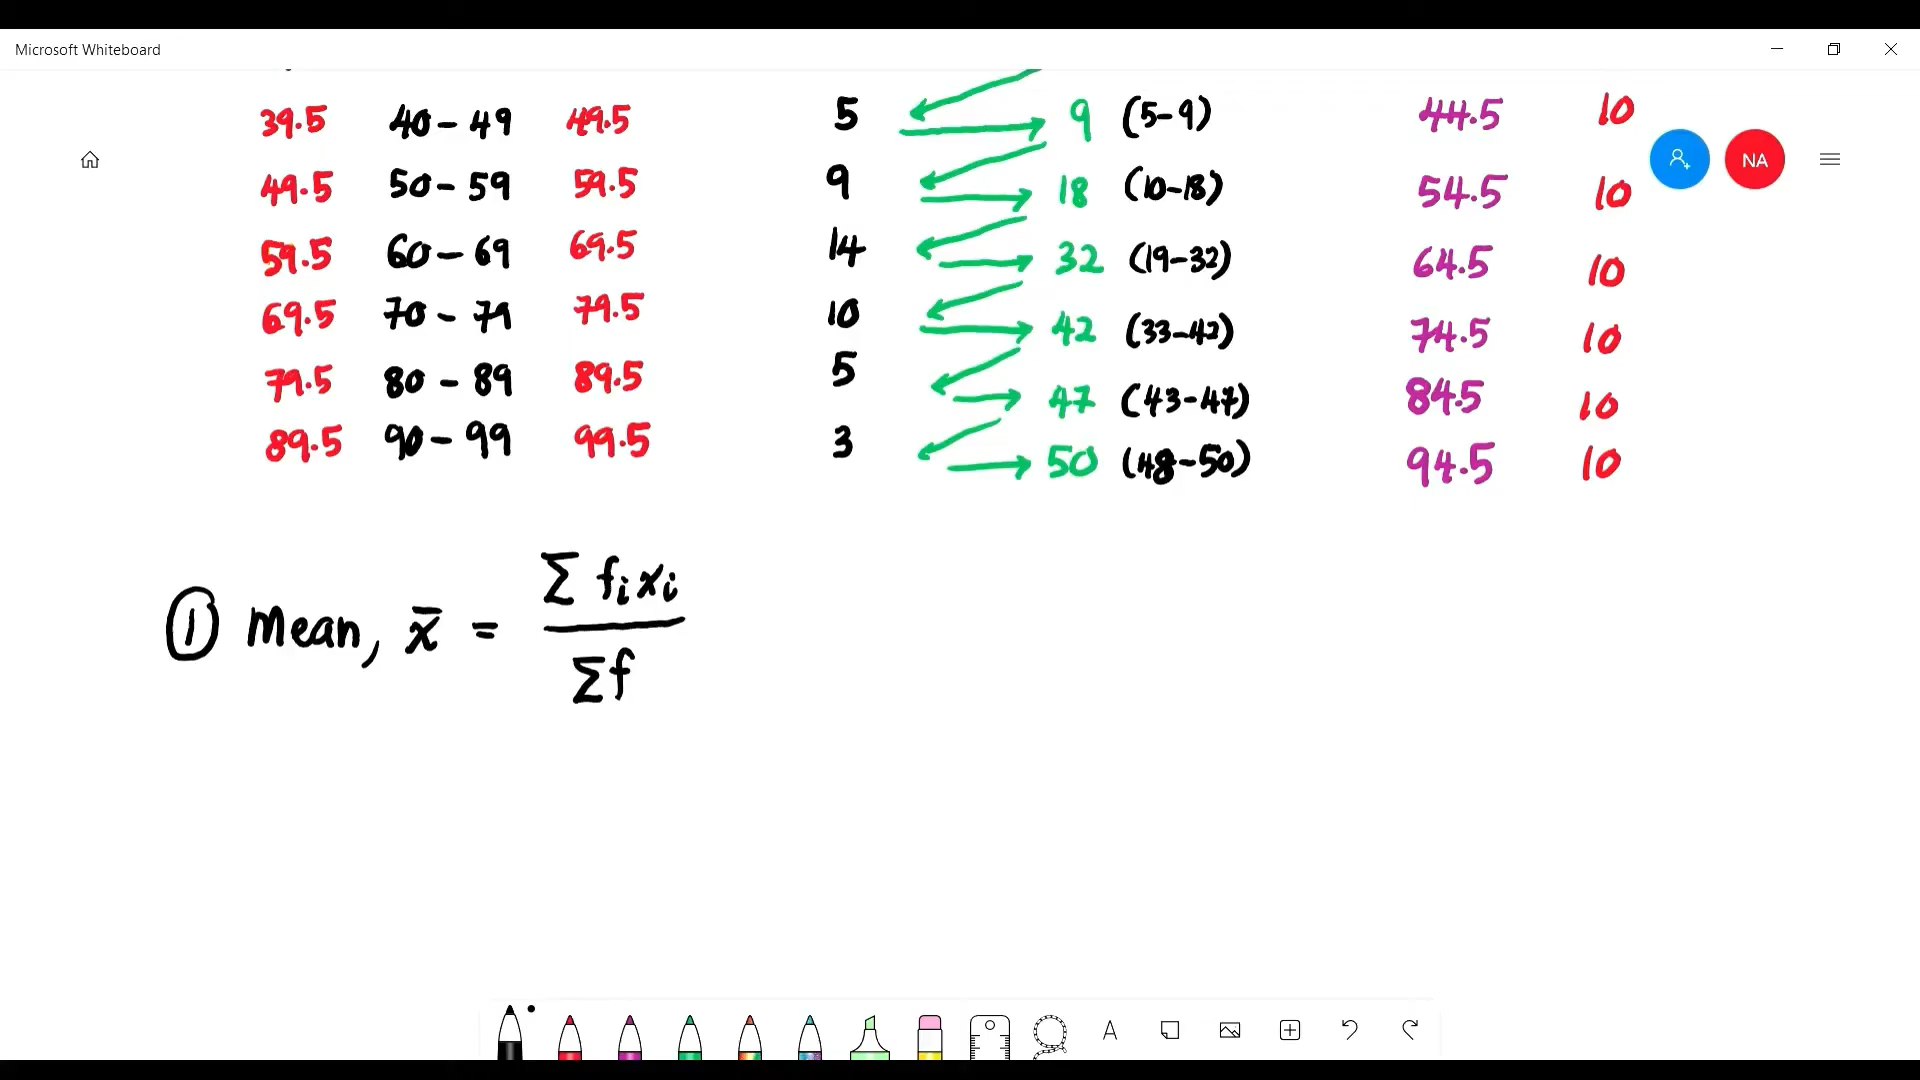 Microsoft Whiteboard
39.5 40-49 49.5 5 9 (5-9) 44.5 10
49.5 50-59 59.5 9 18 (10-18) 54.5 10
NA
59.5 60-69 69.5 14 32 (19-32) 64.5 10
69.5 70-79 79.5 10 42 (33-42) 74.5 10
79.5 80-89 89.5 5 47 (43-47) 84.5 10
89.5 90-99 99.5 3 50 (48-50) 94.5 10
① Mean, x̄ = Σ fᵢxᵢ / Σf
A